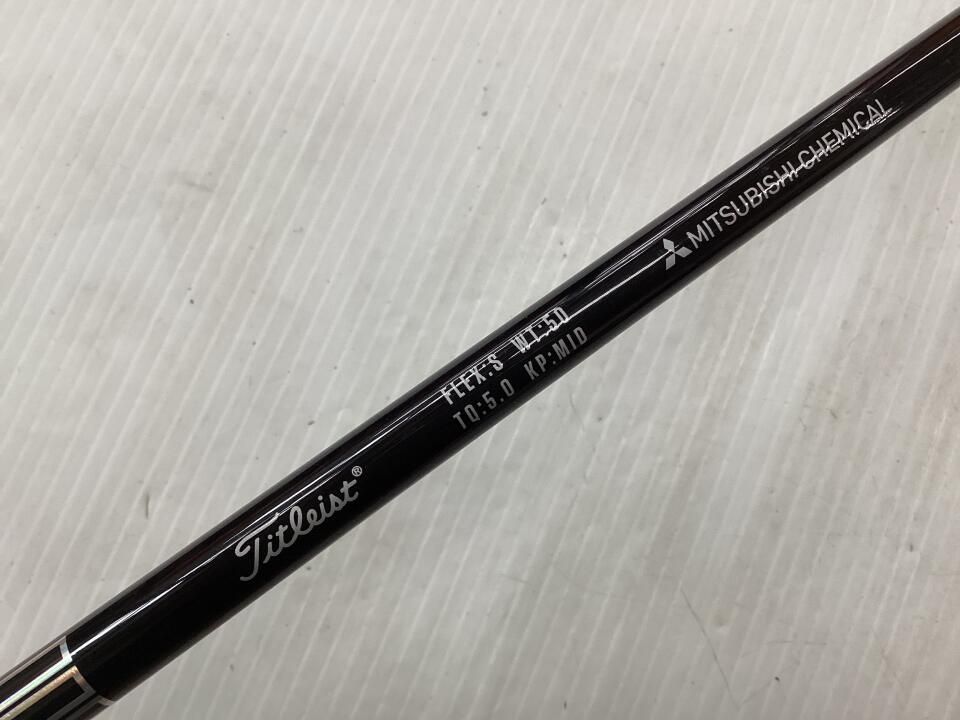 Titleist®
FLEX:S WT:50
TQ:5.0 KP:MID
MITSUBISHI CHEMICAL